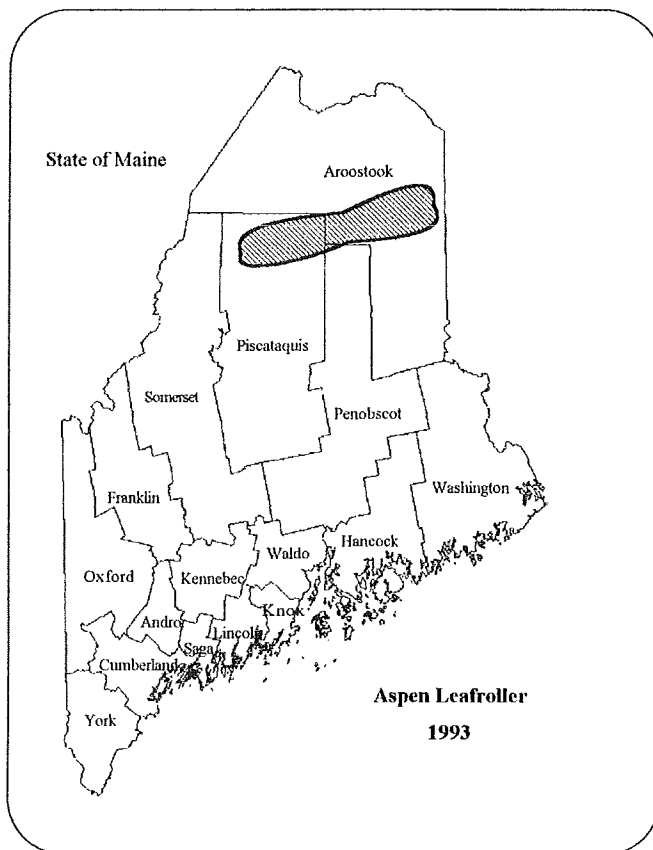 State of Maine
Aroostook
Piscataquis
Somerset
Penobscot
Franklin
Washington
Hancock
Waldo
Oxford
Kennebec
Knox
Andro
Lincoln
Saga
Cumberland
York
Aspen Leafroller
1993